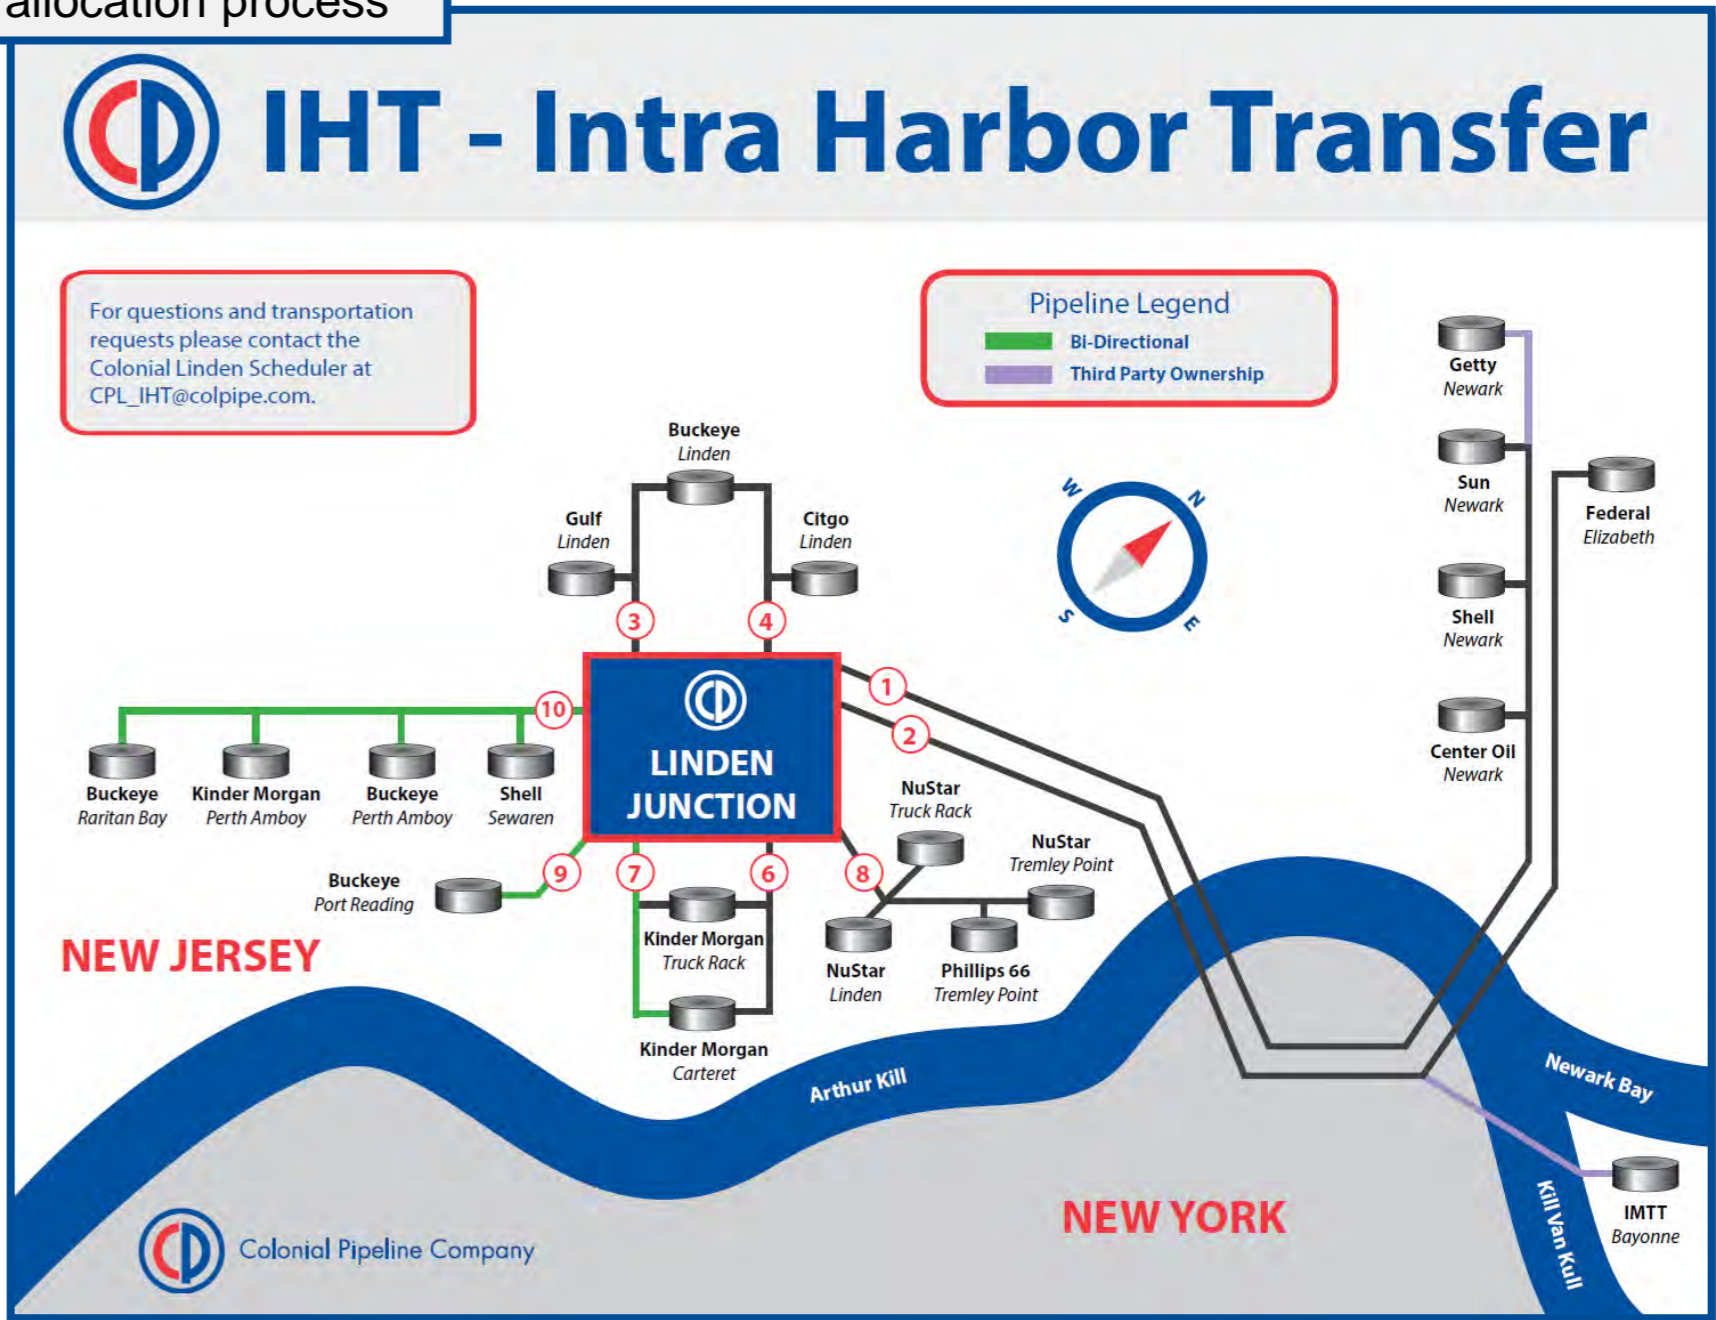 allocation process
CP IHT - Intra Harbor Transfer
For questions and transportation
requests please contact the
Colonial Linden Scheduler at
CPL_IHT@colpipe.com.
Pipeline Legend
Bi-Directional
Third Party Ownership
Getty
Newark
Sun
Newark
Federal
Elizabeth
Shell
Newark
Center Oil
Newark
Buckeye
Linden
Gulf
Linden
Citgo
Linden
W
N
S
E
3
4
1
2
10
CP
LINDEN
JUNCTION
Buckeye
Raritan Bay
Kinder Morgan
Perth Amboy
Buckeye
Perth Amboy
Shell
Sewaren
9
7
6
8
Buckeye
Port Reading
NuStar
Truck Rack
NuStar
Tremley Point
Kinder Morgan
Truck Rack
NuStar
Linden
Phillips 66
Tremley Point
Kinder Morgan
Carteret
NEW JERSEY
Arthur Kill
Newark Bay
Kill Van Kull
IMTT
Bayonne
NEW YORK
CP Colonial Pipeline Company